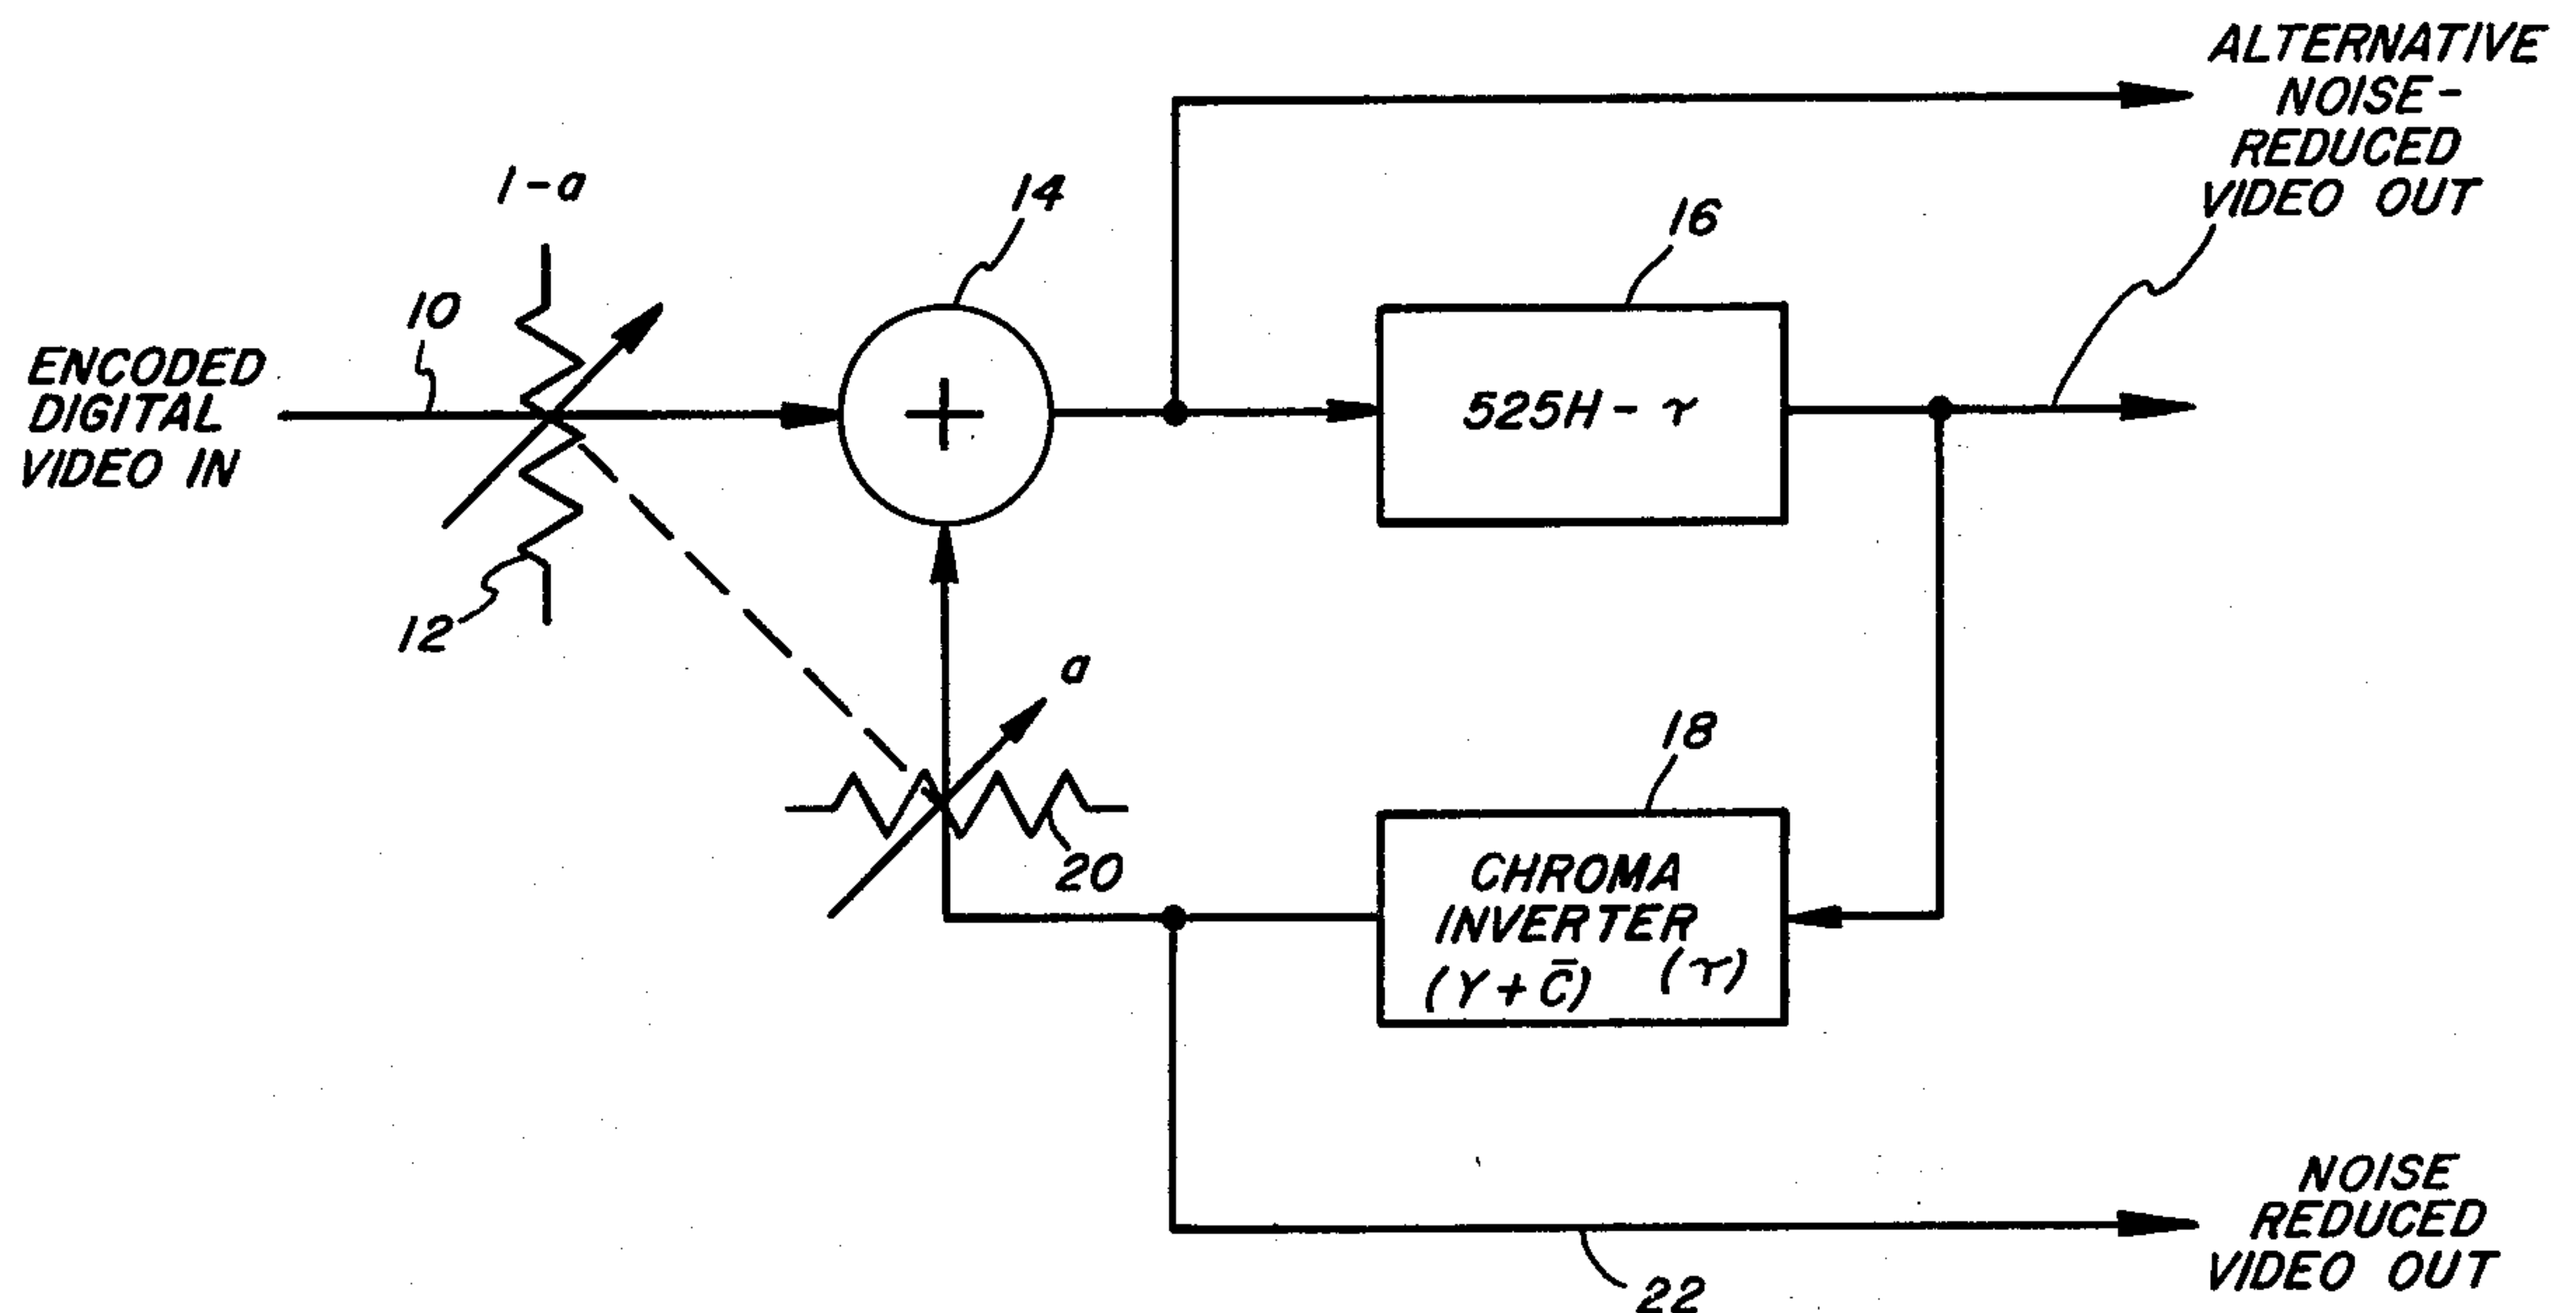 ALTERNATIVE
NOISE-
REDUCED
VIDEO OUT
1-a
14
16
10
ENCODED
DIGITAL
VIDEO IN
+
525H - τ
12
a
18
20
CHROMA
INVERTER
(Y + C̄) (τ)
NOISE
REDUCED
VIDEO OUT
22